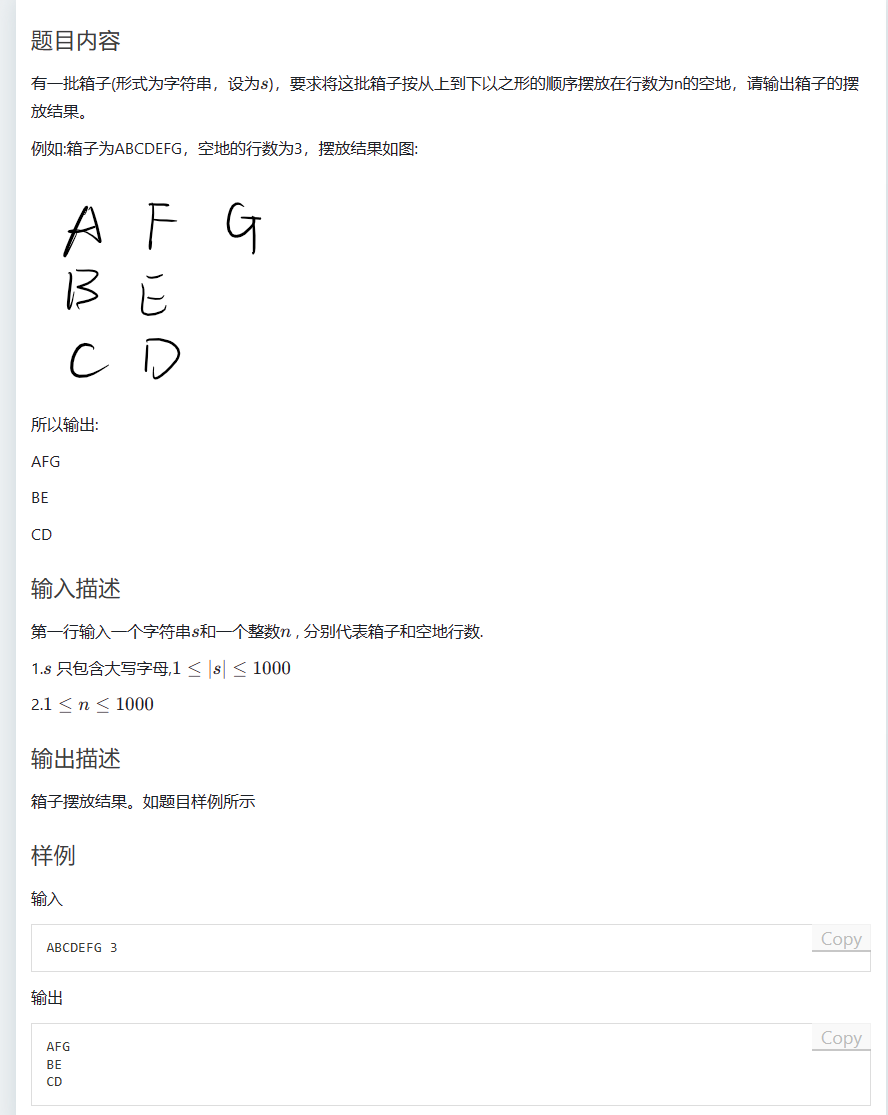 题目内容
有一批箱子(形式为字符串，设为s)，要求将这批箱子按从上到下以之形的顺序摆放在行数为n的空地，请输出箱子的摆
放结果。
例如:箱子为ABCDEFG，空地的行数为3，摆放结果如图:
A F G
B E
C D
所以输出:
AFG
BE
CD
输入描述
第一行输入一个字符串s和一个整数n , 分别代表箱子和空地行数.
1.s 只包含大写字母,1 ≤ |s| ≤ 1000
2.1 ≤ n ≤ 1000
输出描述
箱子摆放结果。如题目样例所示
样例
输入
Copy
ABCDEFG 3
输出
Copy
AFG
BE
CD